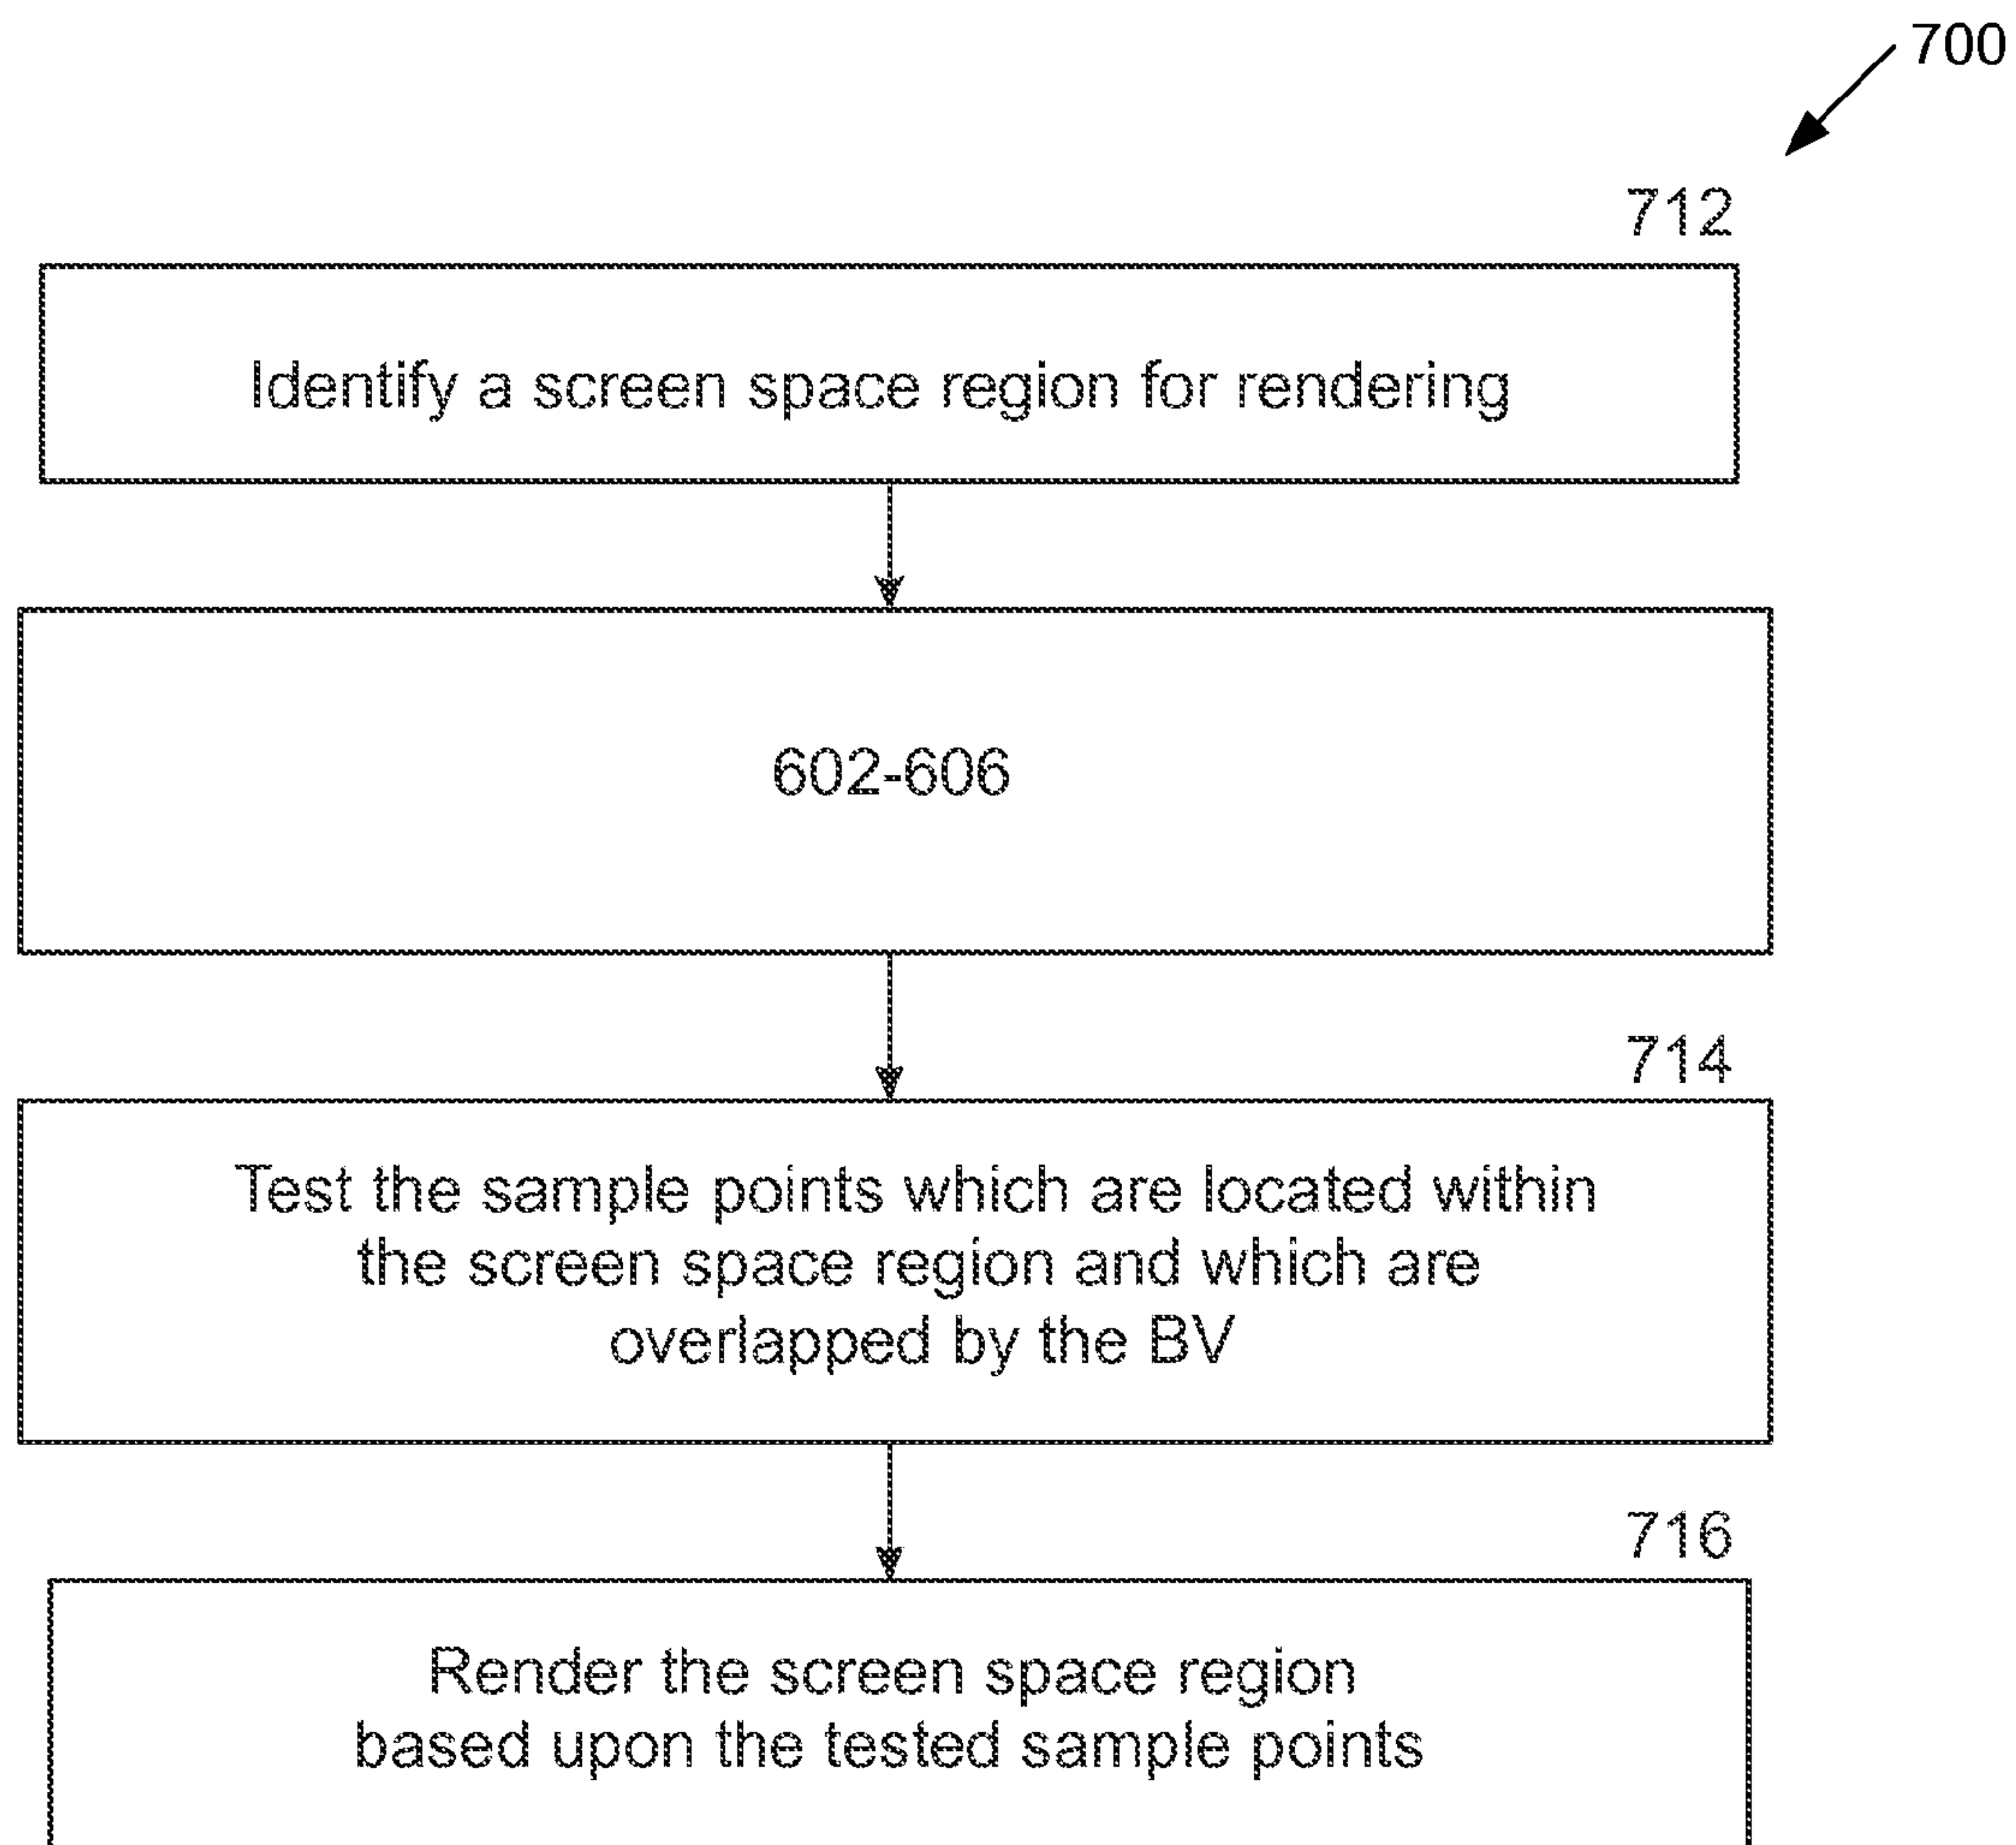 700
712
Identify a screen space region for rendering
602-606
714
Test the sample points which are located within
the screen space region and which are
overlapped by the BV
716
Render the screen space region
based upon the tested sample points